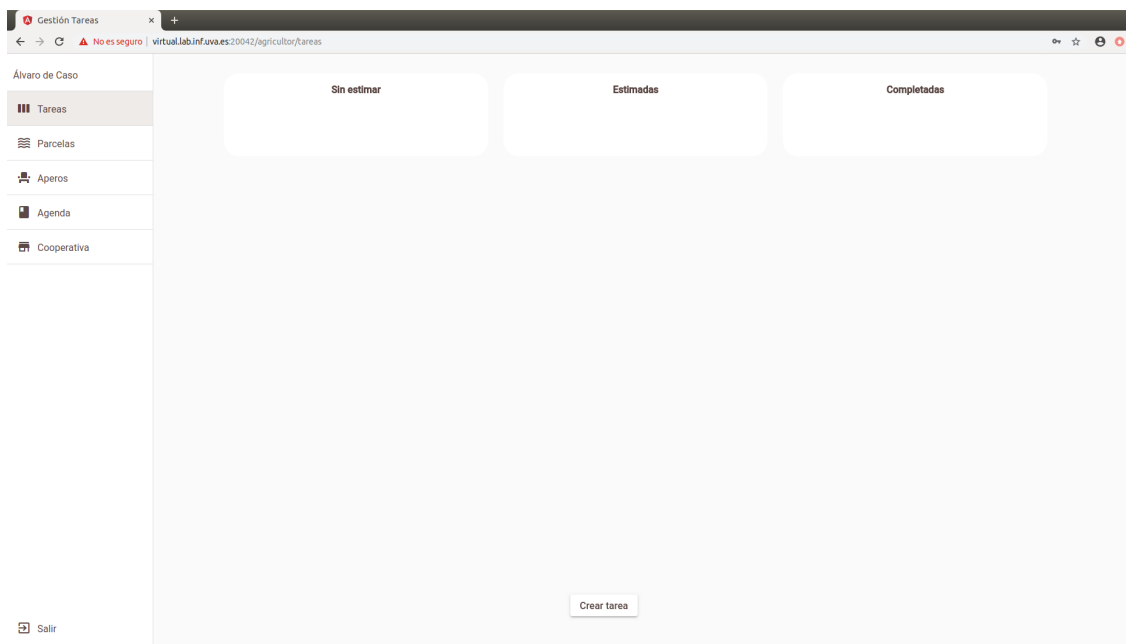 Gestión Tareas
No es seguro | virtual.lab.inf.uva.es:20042/agricultor/tareas
Álvaro de Caso
Tareas
Parcelas
Aperos
Agenda
Cooperativa
Salir
Sin estimar
Estimadas
Completadas
Crear tarea